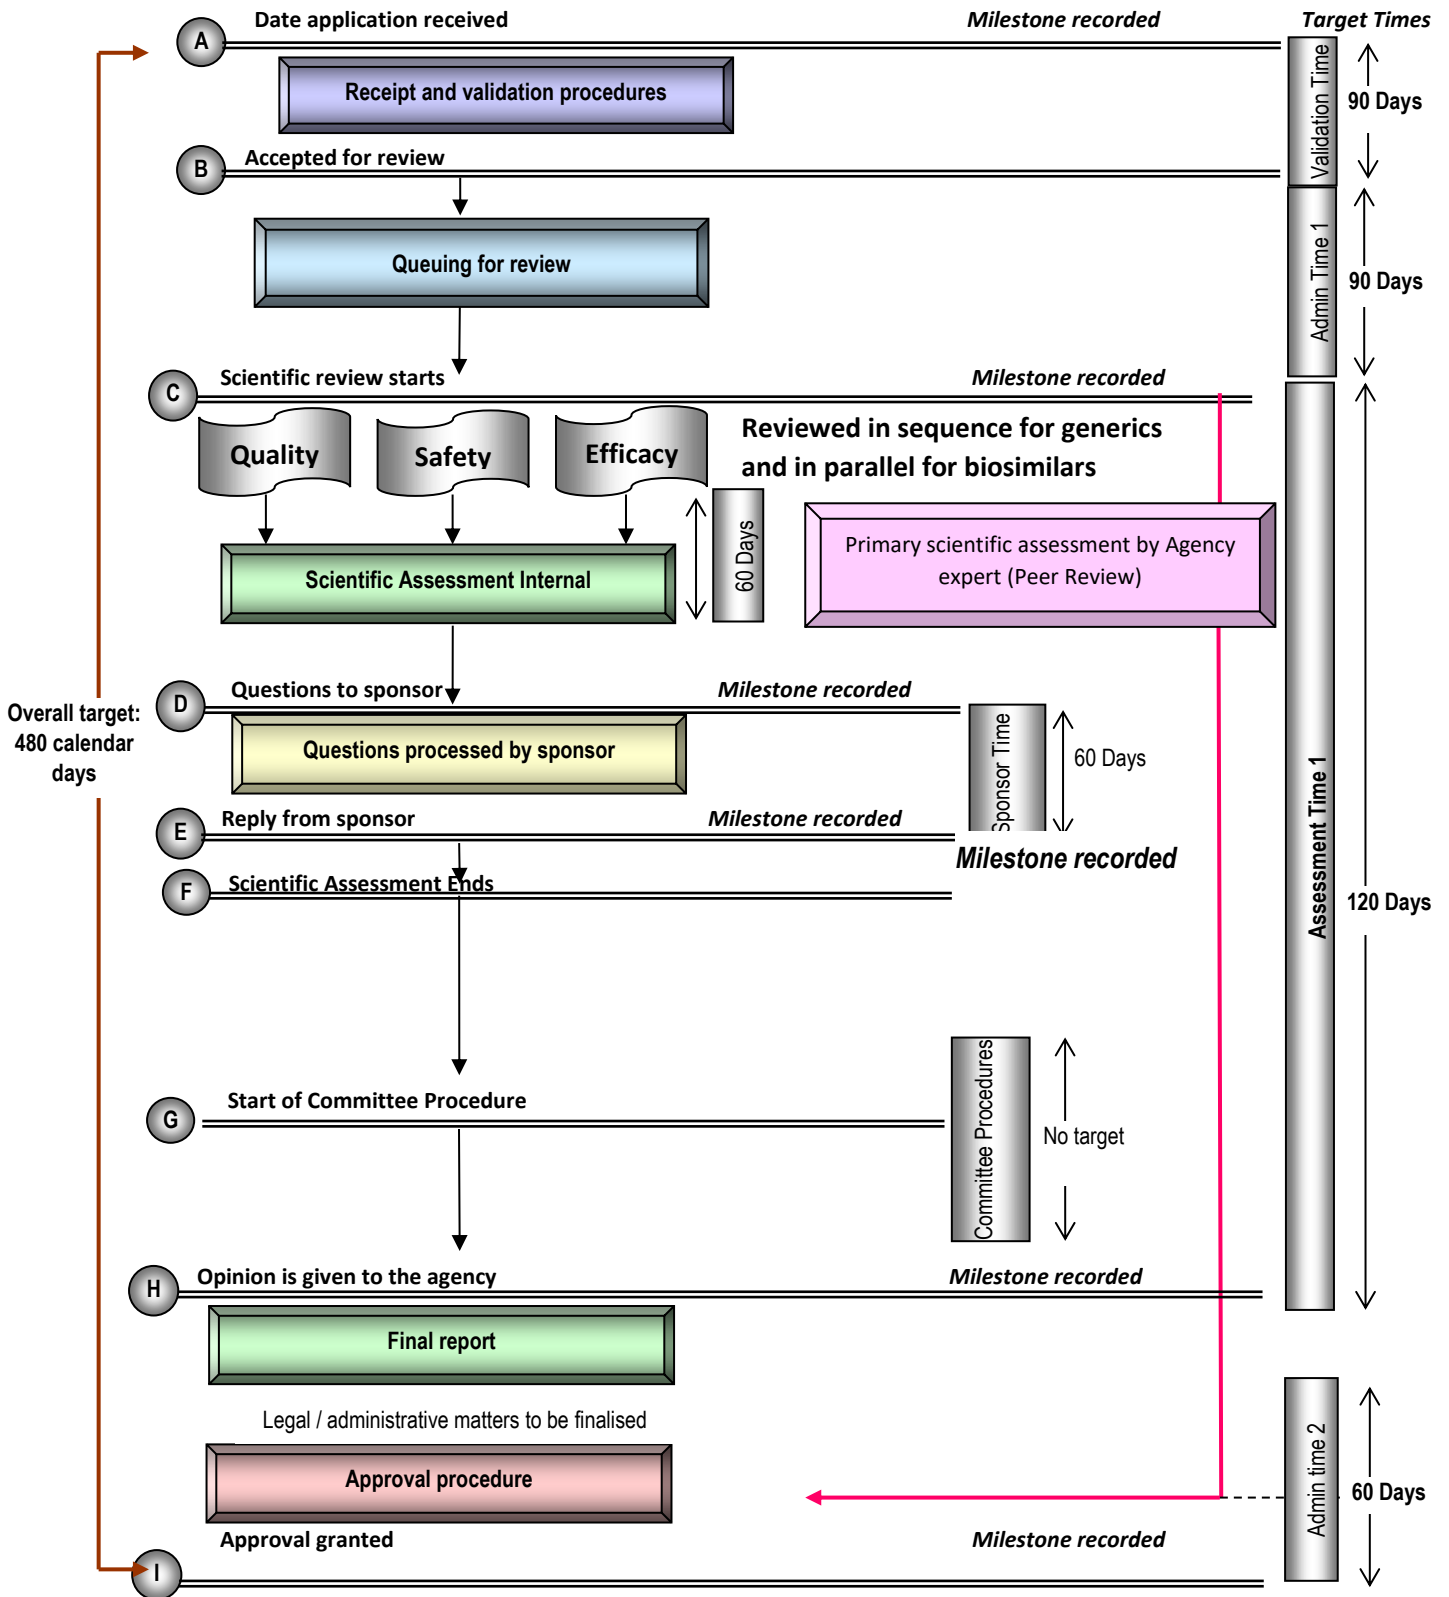 Date application received
Milestone recorded
Target Times
A
Receipt and validation procedures
Validation Time
90 Days
B
Accepted for review
Queuing for review
Admin Time 1
90 Days
C
Scientific review starts
Milestone recorded
Quality
Safety
Efficacy
Reviewed in sequence for generics
and in parallel for biosimilars
Scientific Assessment Internal
60 Days
Primary scientific assessment by Agency
expert (Peer Review)
Assessment Time 1
120 Days
Overall target:
480 calendar
days
D
Questions to sponsor
Milestone recorded
Questions processed by sponsor
Sponsor Time
60 Days
E
Reply from sponsor
Milestone recorded
Milestone recorded
F
Scientific Assessment Ends
G
Start of Committee Procedure
Committee Procedures
No target
H
Opinion is given to the agency
Milestone recorded
Final report
Legal / administrative matters to be finalised
Approval procedure
Admin time 2
60 Days
Approval granted
Milestone recorded
I